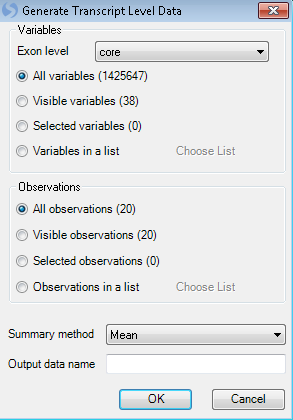 Generate Transcript Level Data
Variables
Exon level core
All variables (1425647)
Visible variables (38)
Selected variables (0)
Variables in a list Choose List
Observations
All observations (20)
Visible observations (20)
Selected observations (0)
Observations in a list Choose List
Summary method Mean
Output data name
OK Cancel